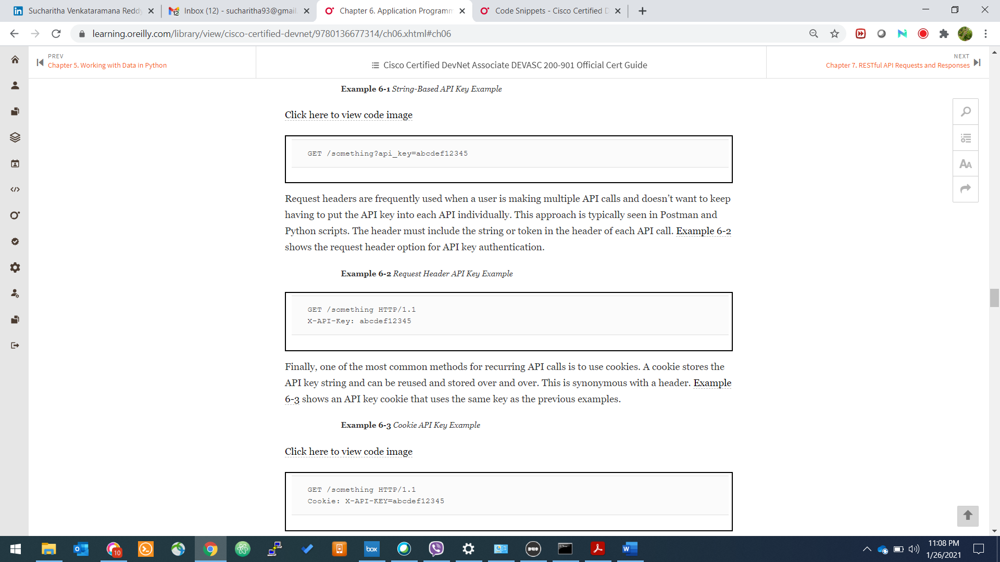 Sucharitha Venkataramana Reddy
Inbox (12) - sucharitha93@gmail.
Chapter 6. Application Programm
Code Snippets - Cisco Certified D
learning.oreilly.com/library/view/cisco-certified-devnet/9780136677314/ch06.xhtml#ch06
PREV
Chapter 5. Working with Data in Python
Cisco Certified DevNet Associate DEVASC 200-901 Official Cert Guide
NEXT
Chapter 7. RESTful API Requests and Responses
Example 6-1 String-Based API Key Example
Click here to view code image
GET /something?api_key=abcdef12345
Request headers are frequently used when a user is making multiple API calls and doesn’t want to keep
having to put the API key into each API individually. This approach is typically seen in Postman and
Python scripts. The header must include the string or token in the header of each API call. Example 6-2
shows the request header option for API key authentication.
Example 6-2 Request Header API Key Example
GET /something HTTP/1.1
X-API-Key: abcdef12345
Finally, one of the most common methods for recurring API calls is to use cookies. A cookie stores the
API key string and can be reused and stored over and over. This is synonymous with a header. Example
6-3 shows an API key cookie that uses the same key as the previous examples.
Example 6-3 Cookie API Key Example
Click here to view code image
GET /something HTTP/1.1
Cookie: X-API-KEY=abcdef12345
AA
10
box
DUO
11:08 PM
1/26/2021